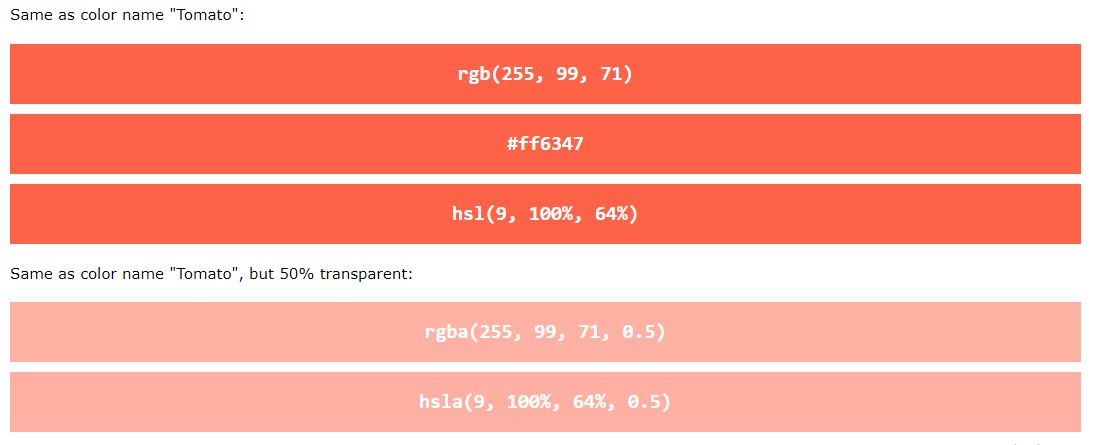 Same as color name "Tomato":
rgb(255, 99, 71)
#ff6347
hsl(9, 100%, 64%)
Same as color name "Tomato", but 50% transparent:
rgba(255, 99, 71, 0.5)
hsla(9, 100%, 64%, 0.5)